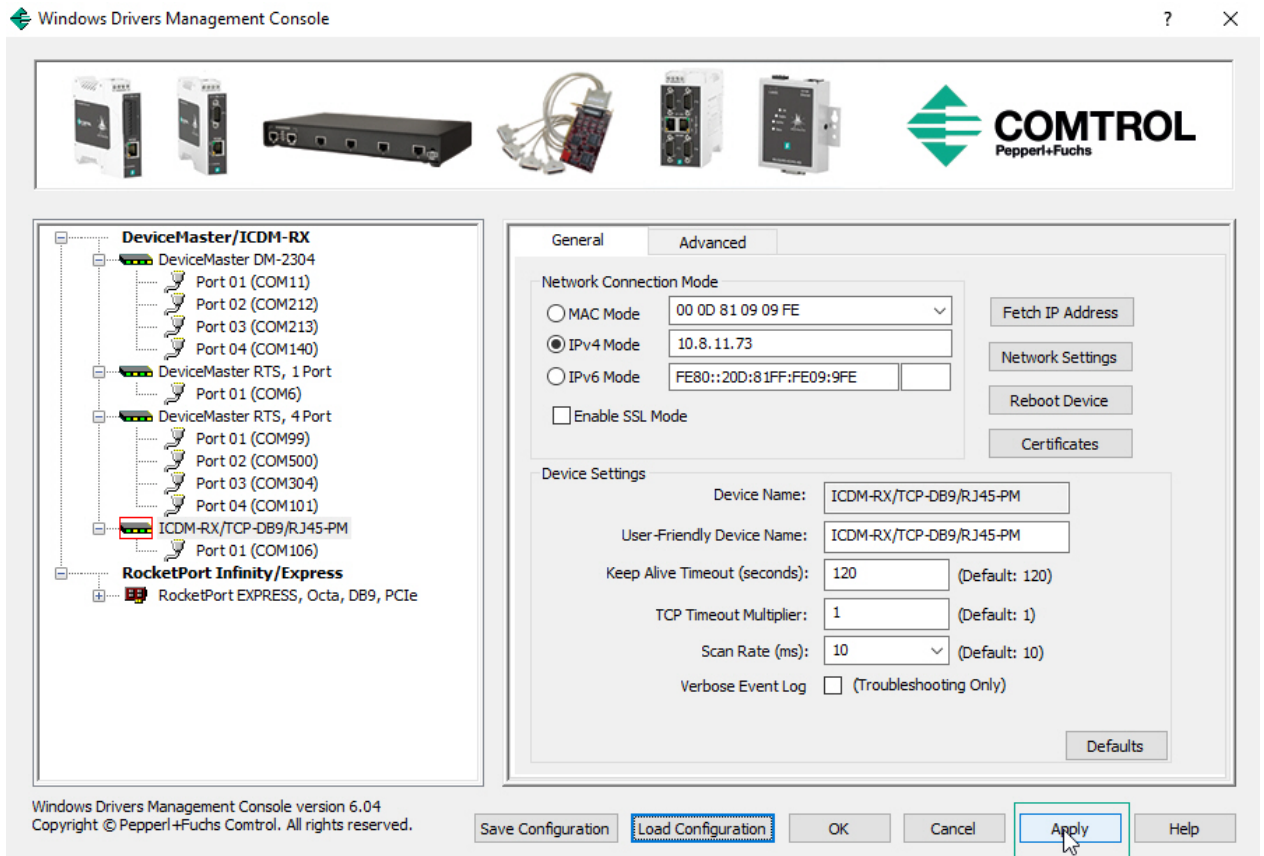 Windows Drivers Management Console
COMTROL
Pepperl+Fuchs
DeviceMaster/ICDM-RX
DeviceMaster DM-2304
Port 01 (COM11)
Port 02 (COM212)
Port 03 (COM213)
Port 04 (COM140)
DeviceMaster RTS, 1 Port
Port 01 (COM6)
DeviceMaster RTS, 4 Port
Port 01 (COM99)
Port 02 (COM500)
Port 03 (COM304)
Port 04 (COM101)
ICDM-RX/TCP-DB9/RJ45-PM
Port 01 (COM106)
RocketPort Infinity/Express
RocketPort EXPRESS, Octa, DB9, PCIe
General Advanced
Network Connection Mode
MAC Mode 00 0D 81 09 09 FE Fetch IP Address
IPv4 Mode 10.8.11.73
Network Settings
IPv6 Mode FE80::20D:81FF:FE09:9FE
Reboot Device
Enable SSL Mode
Certificates
Device Settings
Device Name: ICDM-RX/TCP-DB9/RJ45-PM
User-Friendly Device Name: ICDM-RX/TCP-DB9/RJ45-PM
Keep Alive Timeout (seconds): 120 (Default: 120)
TCP Timeout Multiplier: 1 (Default: 1)
Scan Rate (ms): 10 (Default: 10)
Verbose Event Log (Troubleshooting Only)
Defaults
Windows Drivers Management Console version 6.04
Copyright © Pepperl+Fuchs Comtrol. All rights reserved.
Save Configuration Load Configuration OK Cancel Apply Help